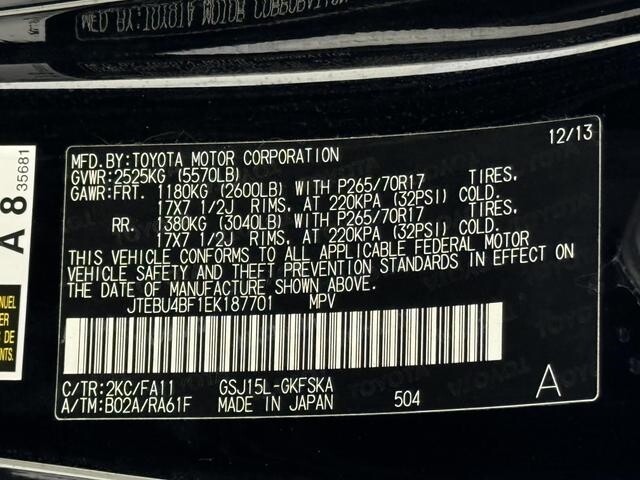 12/13
MFD.BY:TOYOTA MOTOR CORPORATION
GVWR:2525KG (5570LB)
GAWR:FRT. 1180KG (2600LB) WITH P265/70R17 TIRES.
17X7 1/2J RIMS, AT 220KPA (32PSI) COLD.
RR. 1380KG (3040LB) WITH P265/70R17 TIRES.
17X7 1/2J RIMS, AT 220KPA (32PSI) COLD.
THIS VEHICLE CONFORMS TO ALL APPLICABLE FEDERAL MOTOR
VEHICLE SAFETY AND THEFT PREVENTION STANDARDS IN EFFECT ON
THE DATE OF MANUFACTURE SHOWN ABOVE.
JTEBU4BF1EK187701 MPV
C/TR:2KC/FA11 GSJ15L-GKFSKA
A/TM:B02A/RA61F MADE IN JAPAN 504 A
A 8 35681